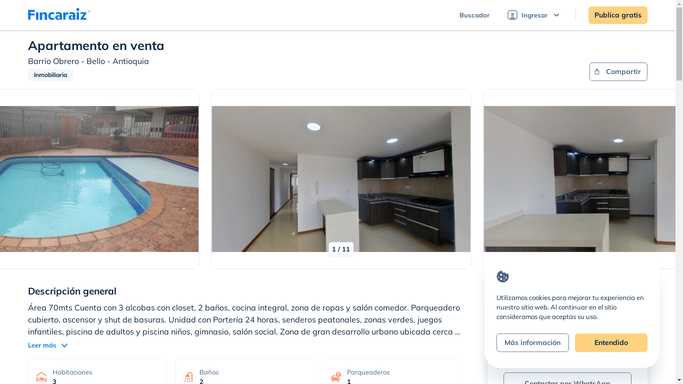 Fincaraiz
Buscador
Ingresar
Publica gratis
Apartamento en venta
Barrio Obrero - Bello - Antioquia
Inmobiliaria
Compartir
1 / 11
Descripción general
Área 70mts Cuenta con 3 alcobas con closet, 2 baños, cocina integral, zona de ropas y salón comedor. Parqueadero
cubierto, ascensor y shut de basuras. Unidad con Portería 24 horas, senderos peatonales, zonas verdes, juegos
infantiles, piscina de adultos y piscina niños, gimnasio, salón social. Zona de gran desarrollo urbano ubicada cerca ...
Leer más
Habitaciones
3
Baños
2
Parqueaderos
1
Utilizamos cookies para mejorar tu experiencia en
nuestro sitio web. Al continuar en el sitio
consideramos que aceptas su uso.
Más información
Entendido
Contactar por WhatsApp